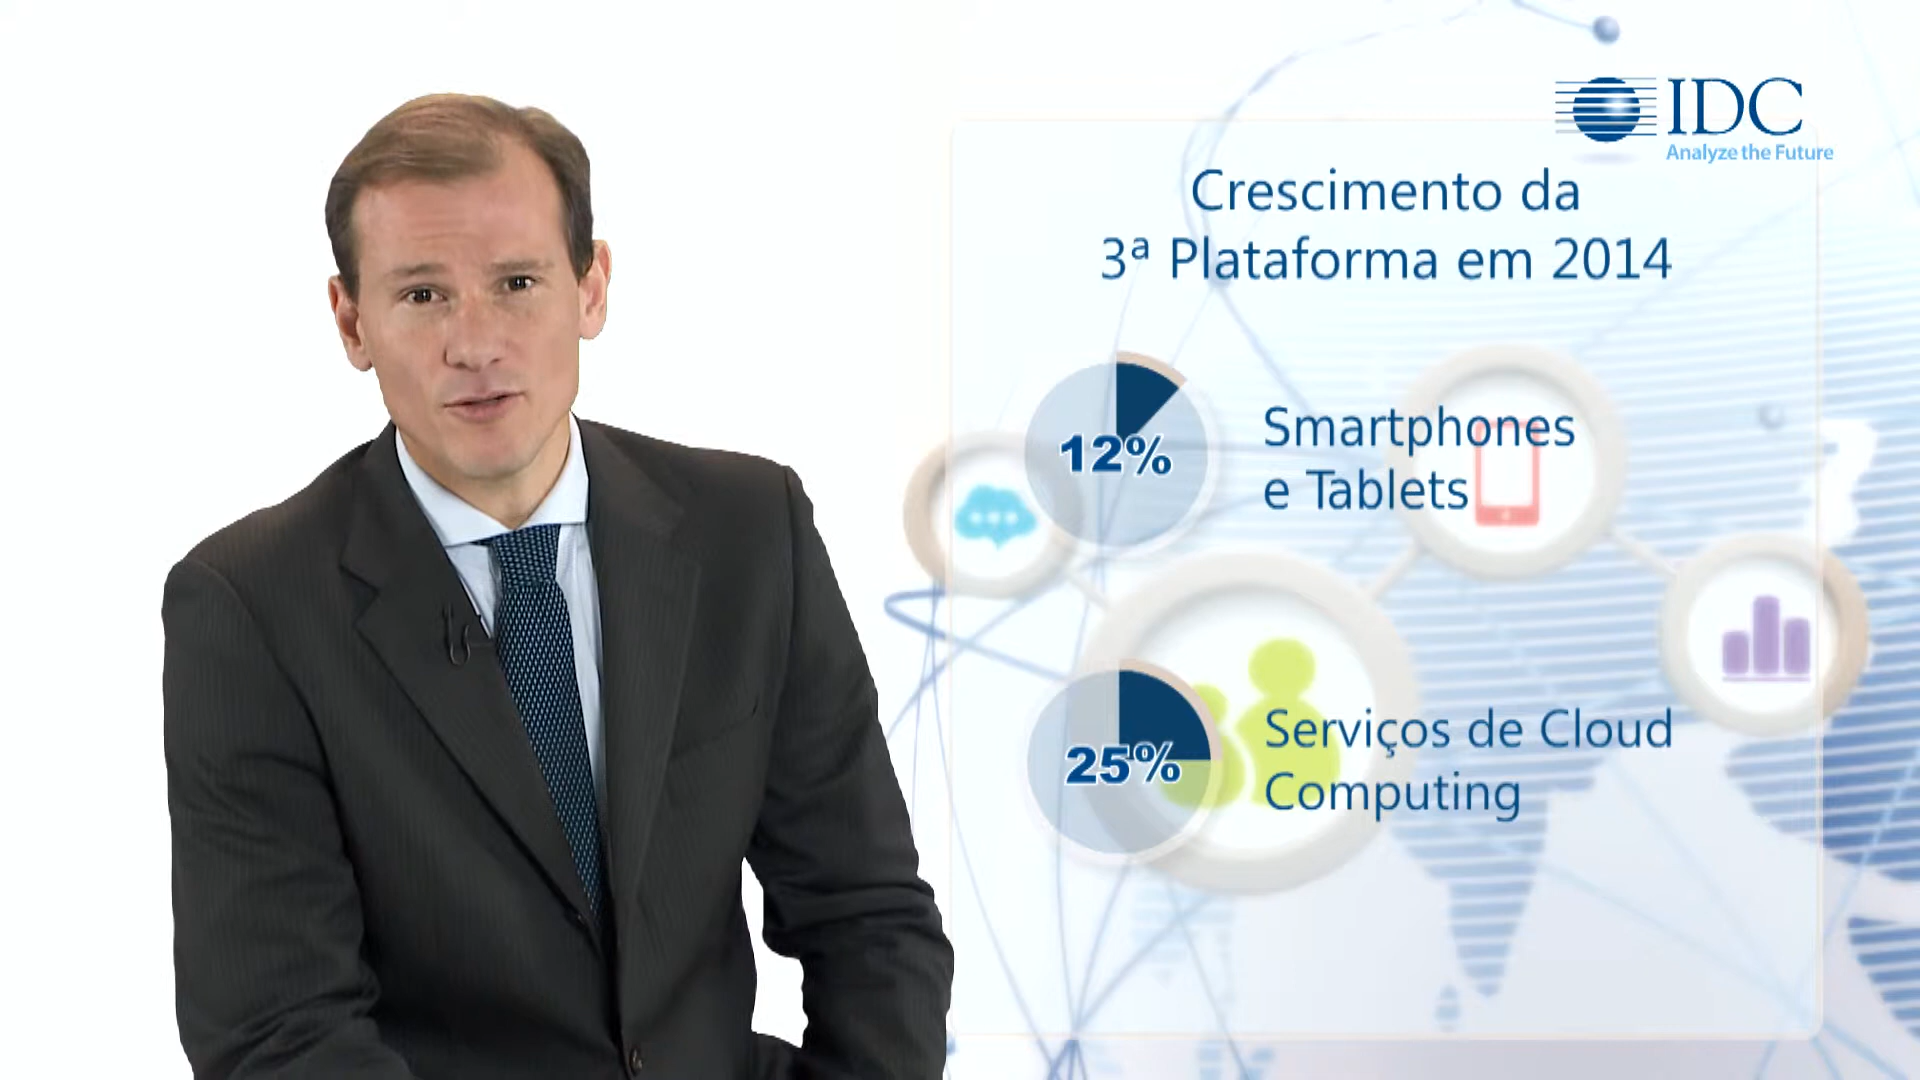 IDC
Analyze the Future
Crescimento da
3ª Plataforma em 2014
12%
Smartphones
e Tablets
25%
Serviços de Cloud
Computing